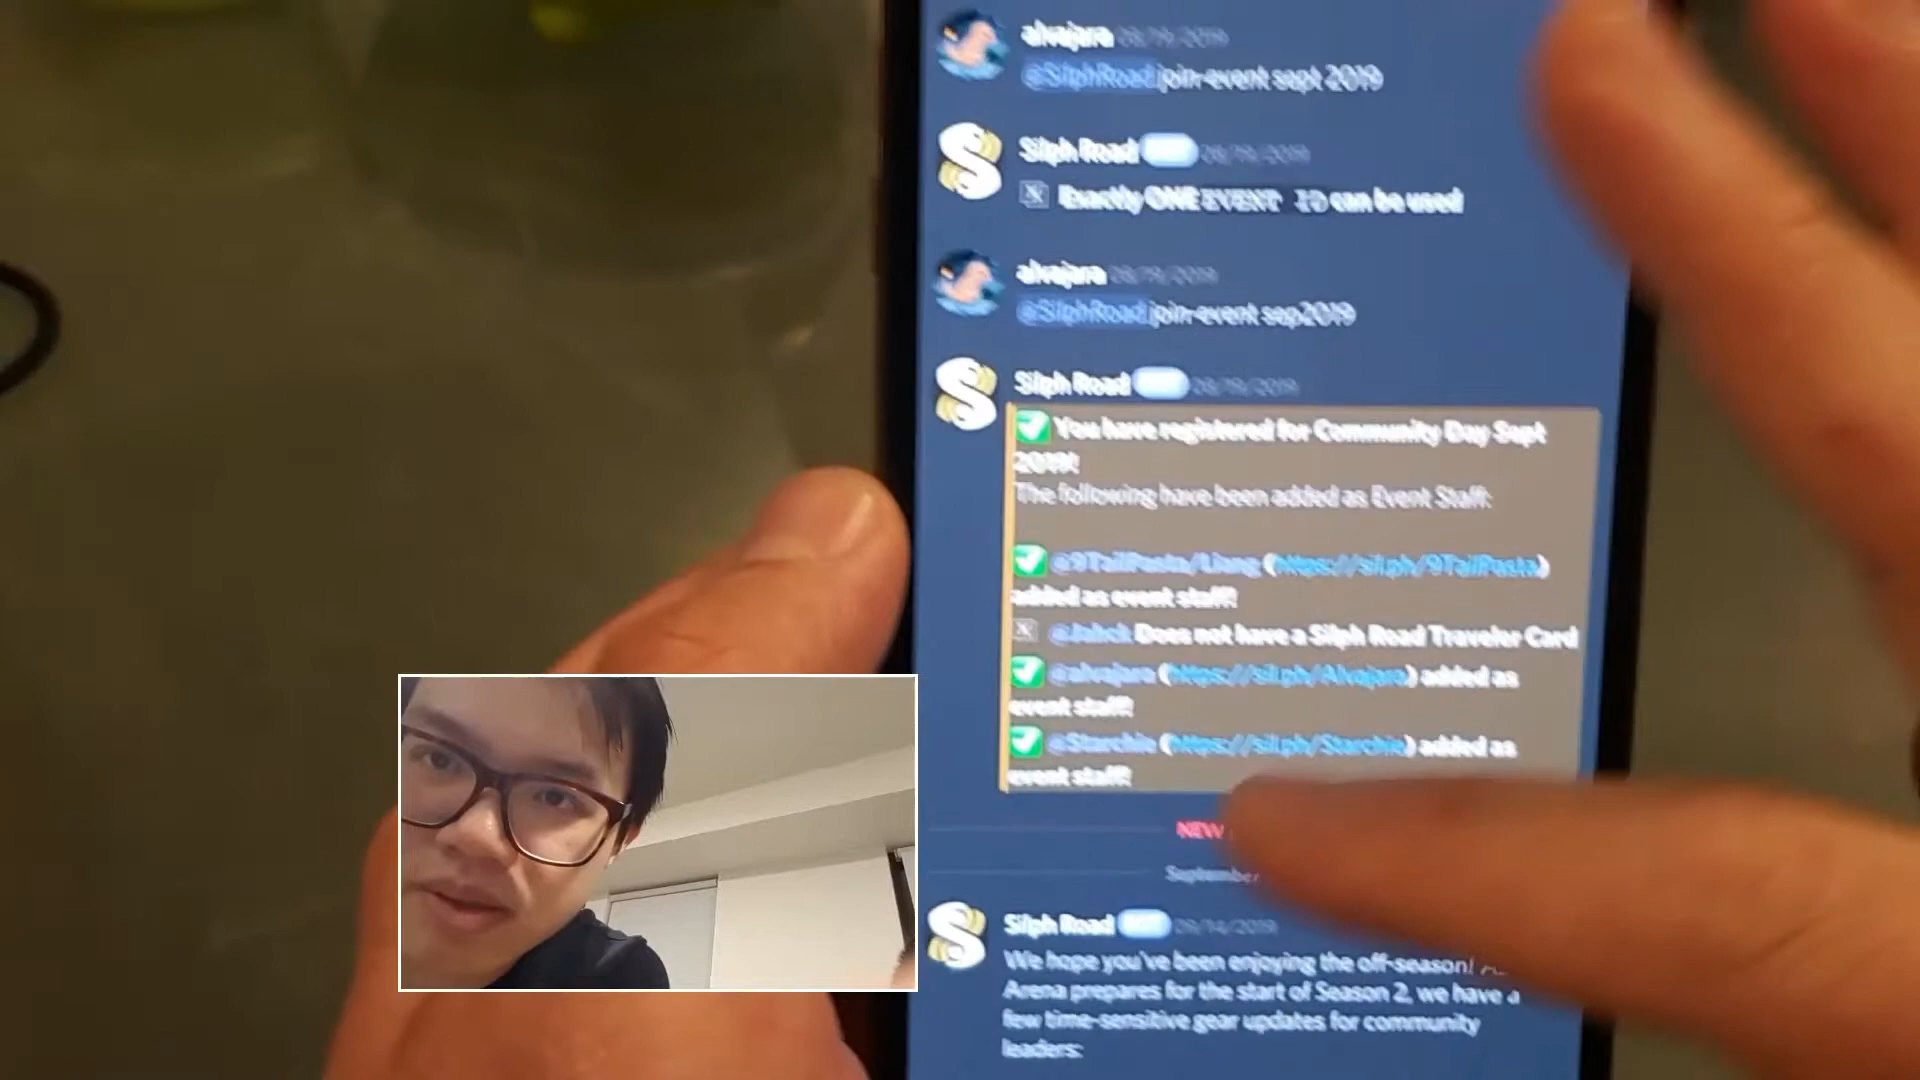 alvajara
@SilphRoad join-event sept 2019
Silph Road
Exactly ONE EVENT ID can be used
alvajara
@SilphRoad join-event sep2019
Silph Road
You have registered for Community Day Sept
2019!
The following have been added as Event Staff:
@9TailPasta/Liang (https://sil.ph/9TailPasta)
added as event staff!
Does not have a Silph Road Traveler Card
@alvajara (https://sil.ph/Alvajara) added as
event staff!
@Starchie (https://sil.ph/Starchie) added as
event staff!
NEW
September
Silph Road 09/14/2019
We hope you've been enjoying the off-season!
Arena prepares for the start of Season 2, we have a
few time-sensitive gear updates for community
leaders: